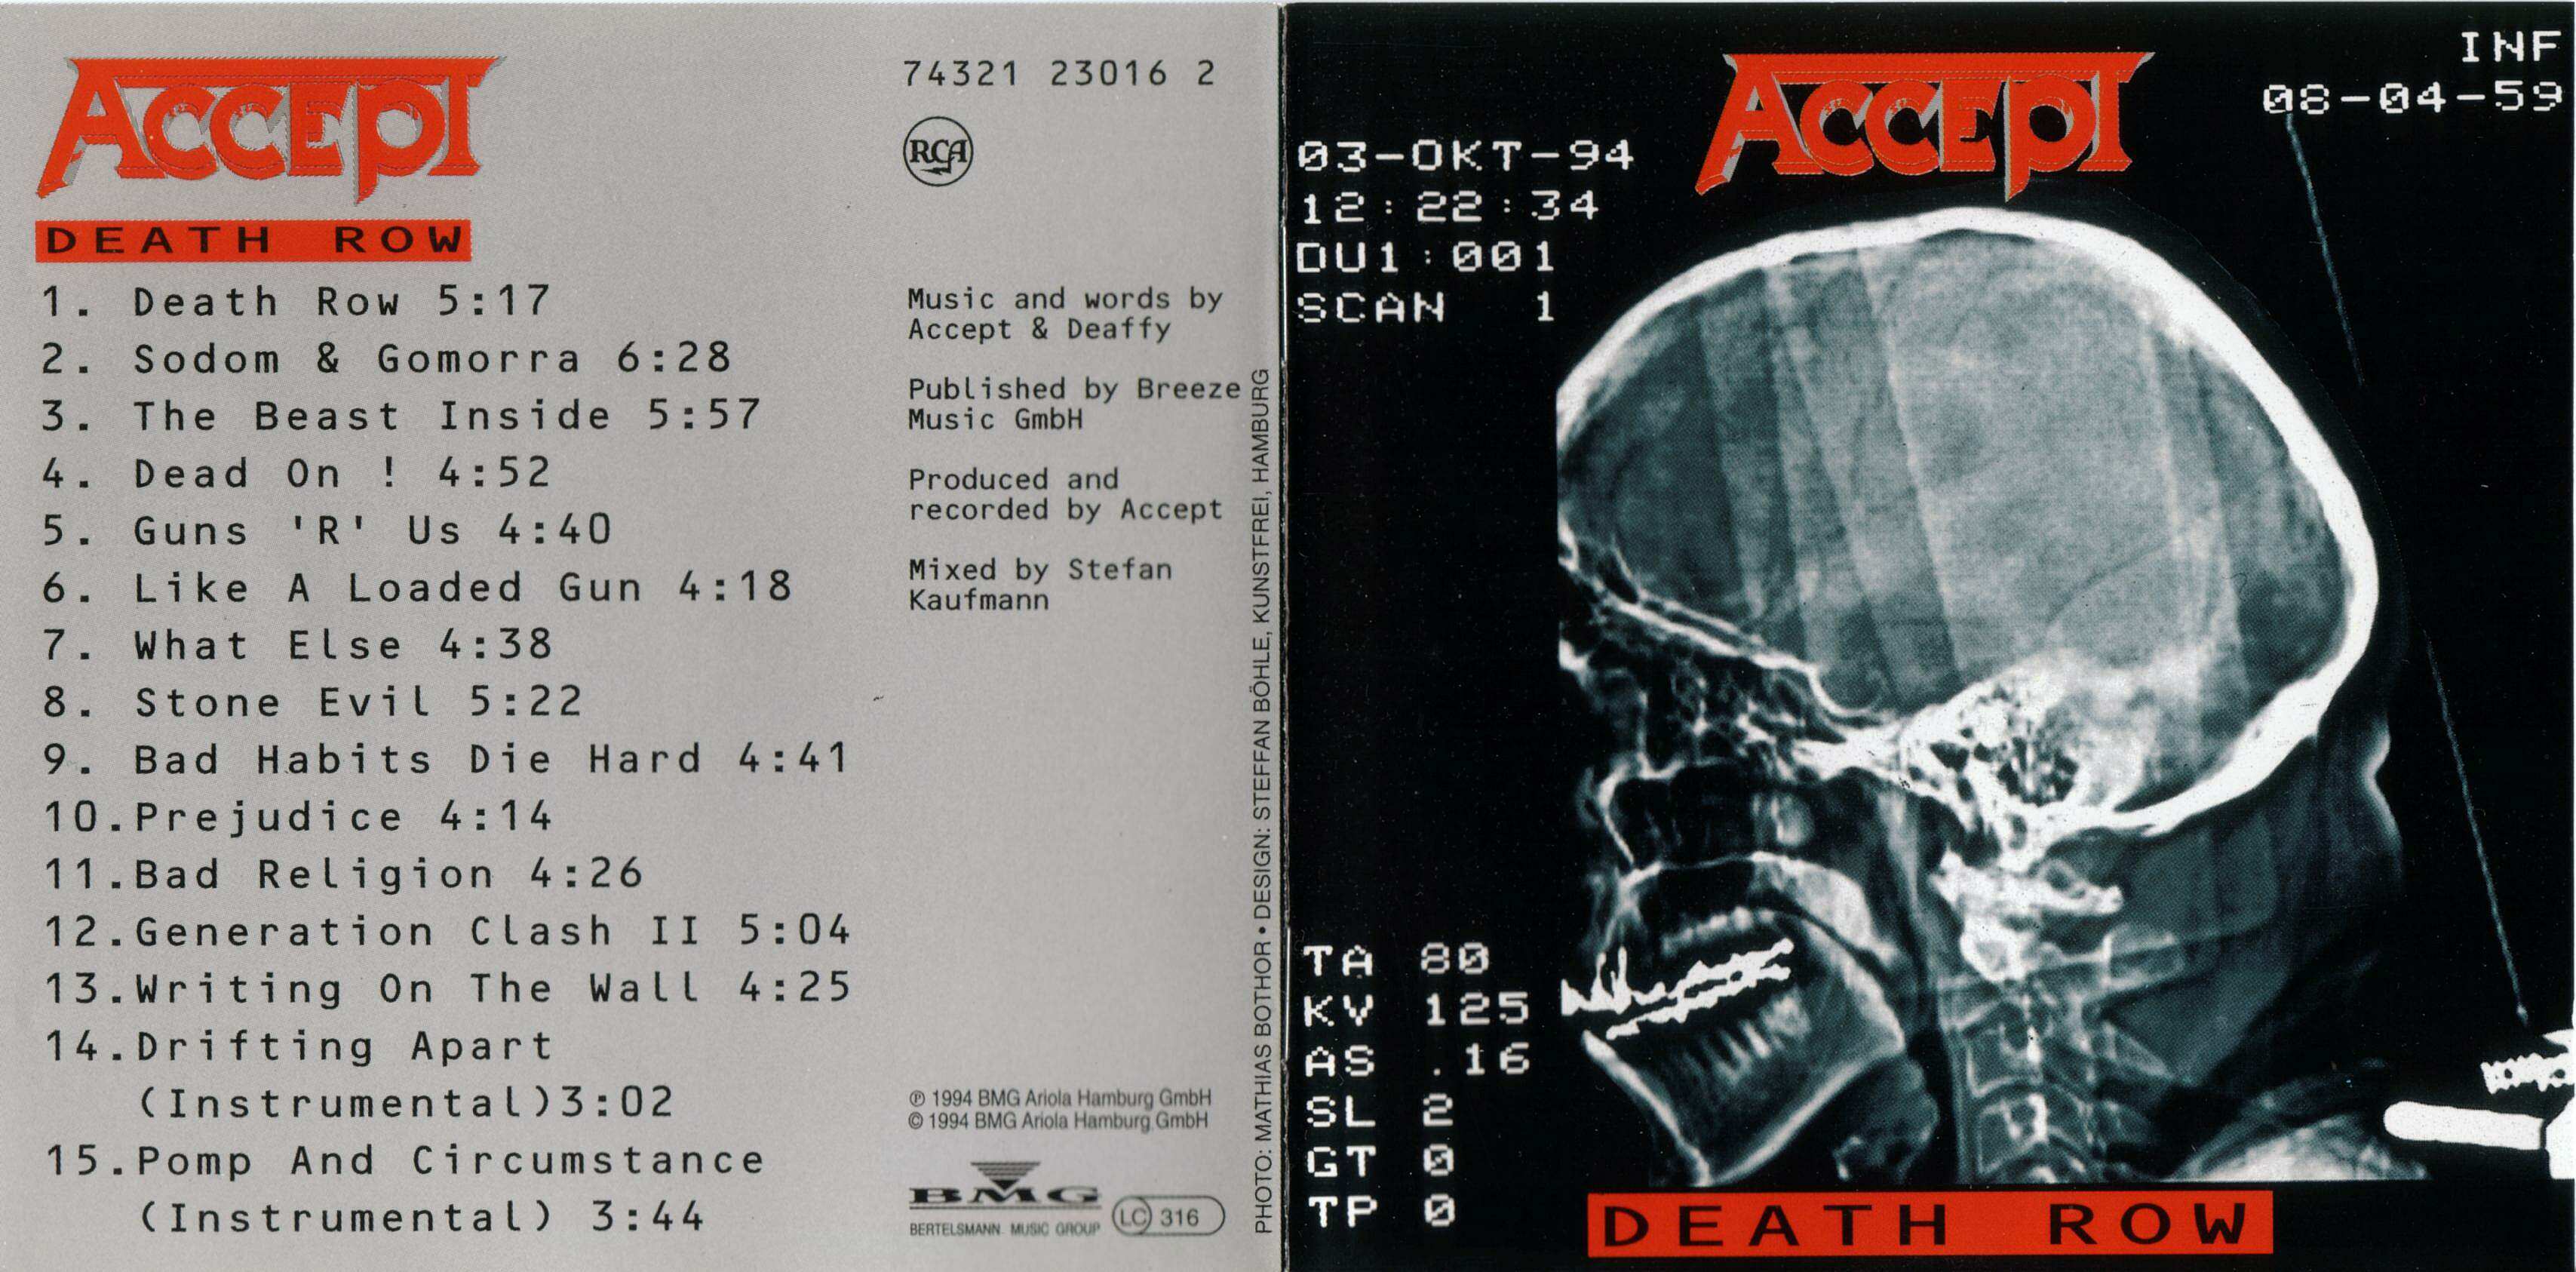 ACCEPT
DEATH ROW
1. Death Row 5:17
2. Sodom & Gomorra 6:28
3. The Beast Inside 5:57
4. Dead On ! 4:52
5. Guns 'R' Us 4:40
6. Like A Loaded Gun 4:18
7. What Else 4:38
8. Stone Evil 5:22
9. Bad Habits Die Hard 4:41
10.Prejudice 4:14
11.Bad Religion 4:26
12.Generation Clash II 5:04
13.Writing On The Wall 4:25
14.Drifting Apart
(Instrumental)3:02
15.Pomp And Circumstance
(Instrumental) 3:44
74321 23016 2
RCA
Music and words by
Accept & Deaffy
Published by Breeze
Music GmbH
Produced and
recorded by Accept
Mixed by Stefan
Kaufmann
℗ 1994 BMG Ariola Hamburg GmbH
© 1994 BMG Ariola Hamburg GmbH
BMG
BERTELSMANN MUSIC GROUP
LC 316
PHOTO: MATHIAS BOTHOR • DESIGN: STEFFAN BÖHLE, KUNSTFREI, HAMBURG
ACCEPT
INF
08-04-59
03-OKT-94
12:22:34
DU1:001
SCAN 1
TA 80
KV 125
AS .16
SL 2
GT 0
TP 0
DEATH ROW